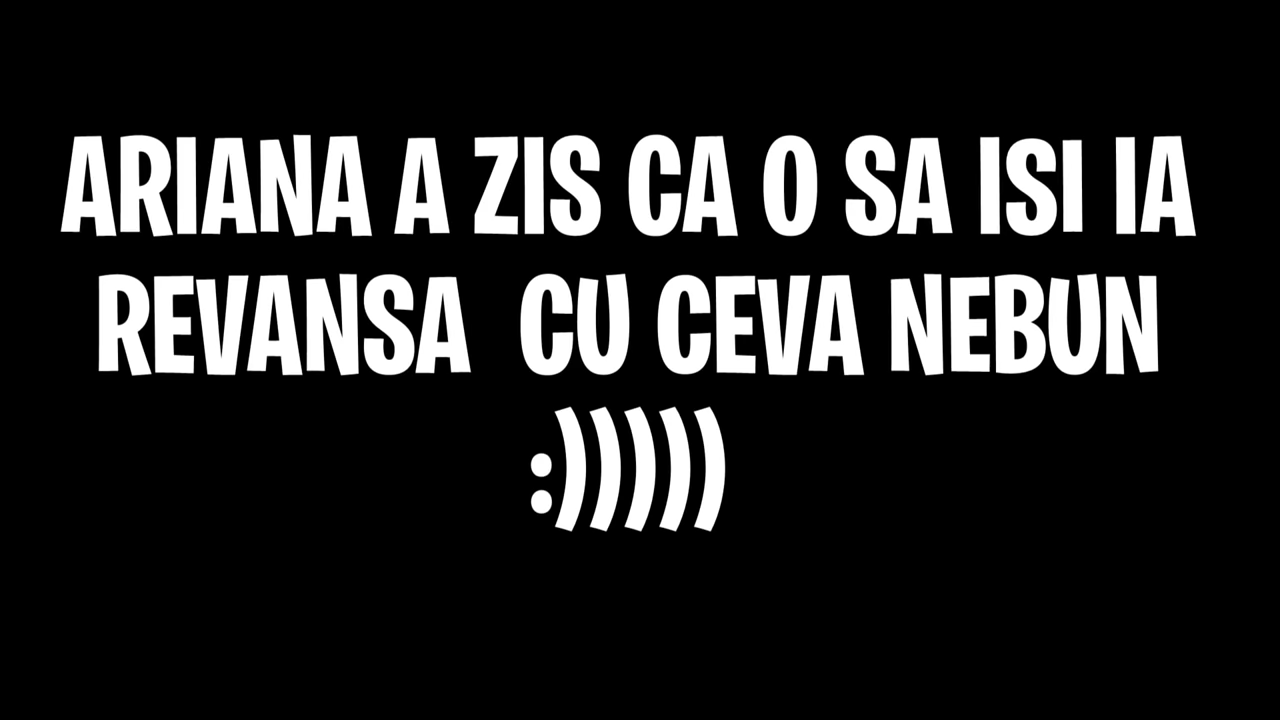 ARIANA A ZIS CA O SA ISI IA
REVANSA  CU CEVA NEBUN
:)))))